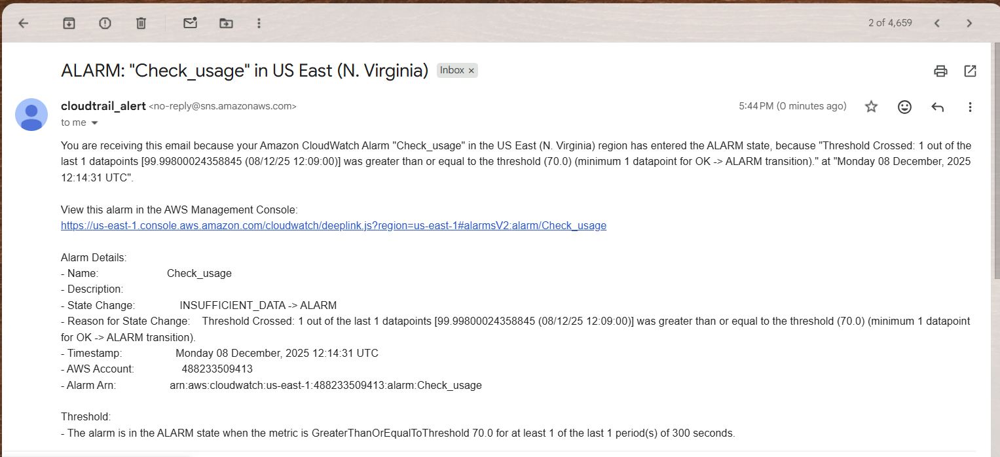 2 of 4,659
ALARM: "Check_usage" in US East (N. Virginia) Inbox ×
cloudtrail_alert <no-reply@sns.amazonaws.com> 5:44 PM (0 minutes ago)
to me
You are receiving this email because your Amazon CloudWatch Alarm "Check_usage" in the US East (N. Virginia) region has entered the ALARM state, because "Threshold Crossed: 1 out of the
last 1 datapoints [99.99800024358845 (08/12/25 12:09:00)] was greater than or equal to the threshold (70.0) (minimum 1 datapoint for OK -> ALARM transition)." at "Monday 08 December, 2025
12:14:31 UTC".
View this alarm in the AWS Management Console:
https://us-east-1.console.aws.amazon.com/cloudwatch/deeplink.js?region=us-east-1#alarmsV2:alarm/Check_usage
Alarm Details:
- Name: Check_usage
- Description:
- State Change: INSUFFICIENT_DATA -> ALARM
- Reason for State Change: Threshold Crossed: 1 out of the last 1 datapoints [99.99800024358845 (08/12/25 12:09:00)] was greater than or equal to the threshold (70.0) (minimum 1 datapoint
for OK -> ALARM transition).
- Timestamp: Monday 08 December, 2025 12:14:31 UTC
- AWS Account: 488233509413
- Alarm Arn: arn:aws:cloudwatch:us-east-1:488233509413:alarm:Check_usage
Threshold:
- The alarm is in the ALARM state when the metric is GreaterThanOrEqualToThreshold 70.0 for at least 1 of the last 1 period(s) of 300 seconds.